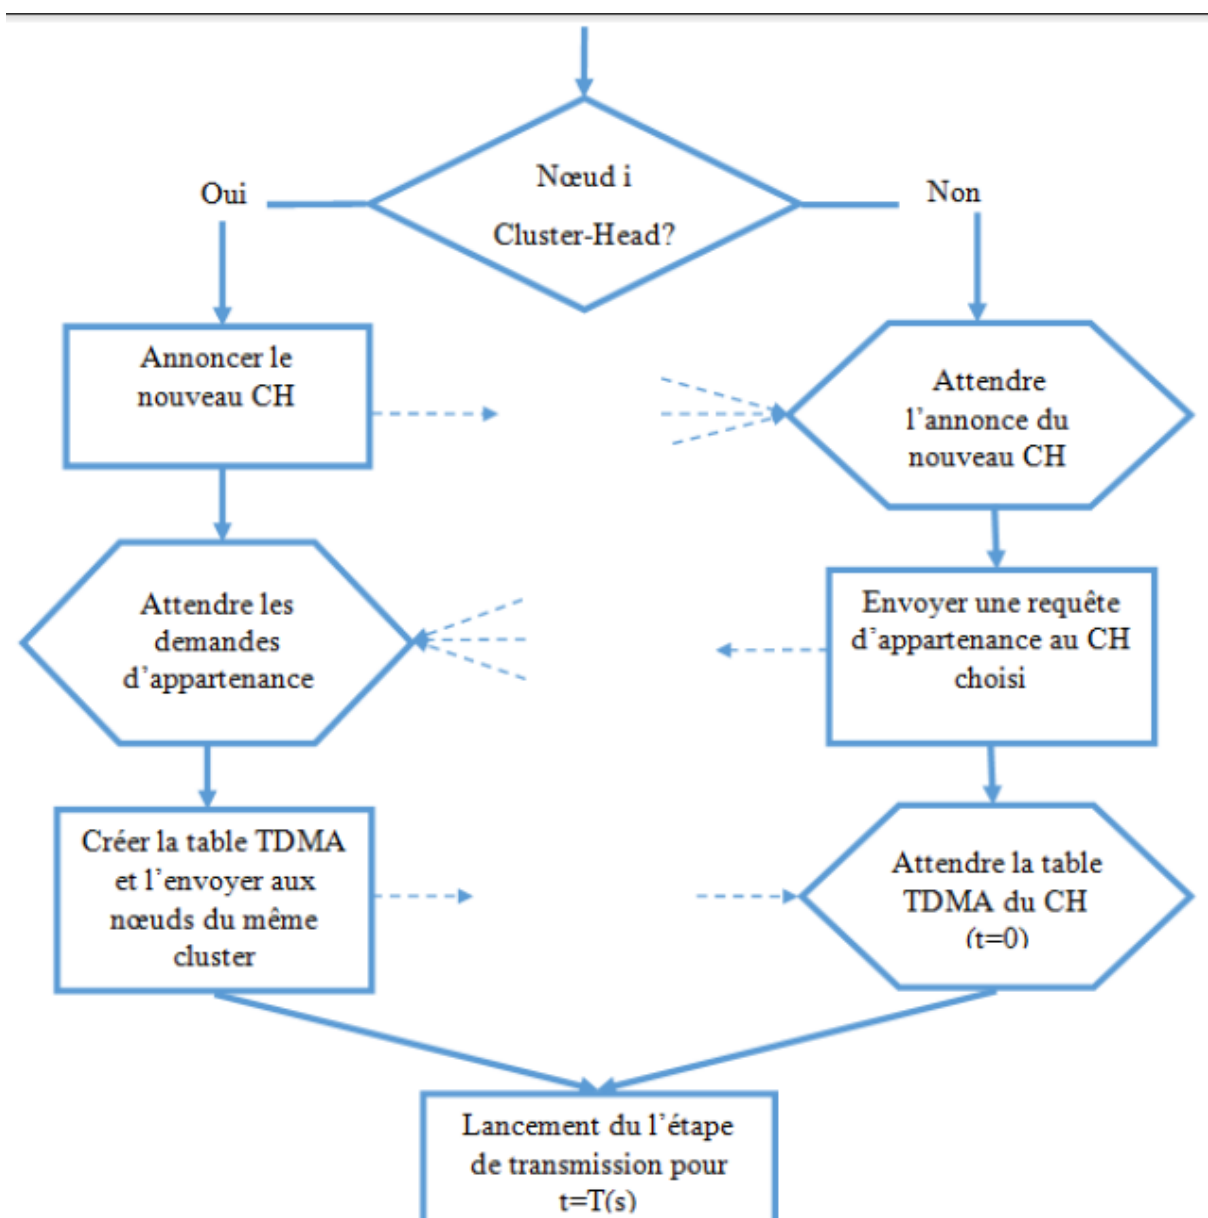 Nœud i
Cluster-Head?
Oui
Non
Annoncer le
nouveau CH
Attendre
l'annonce du
nouveau CH
Attendre les
demandes
d'appartenance
Envoyer une requête
d'appartenance au CH
choisi
Créer la table TDMA
et l'envoyer aux
nœuds du même
cluster
Attendre la table
TDMA du CH
(t=0)
Lancement du l'étape
de transmission pour
t=T(s)